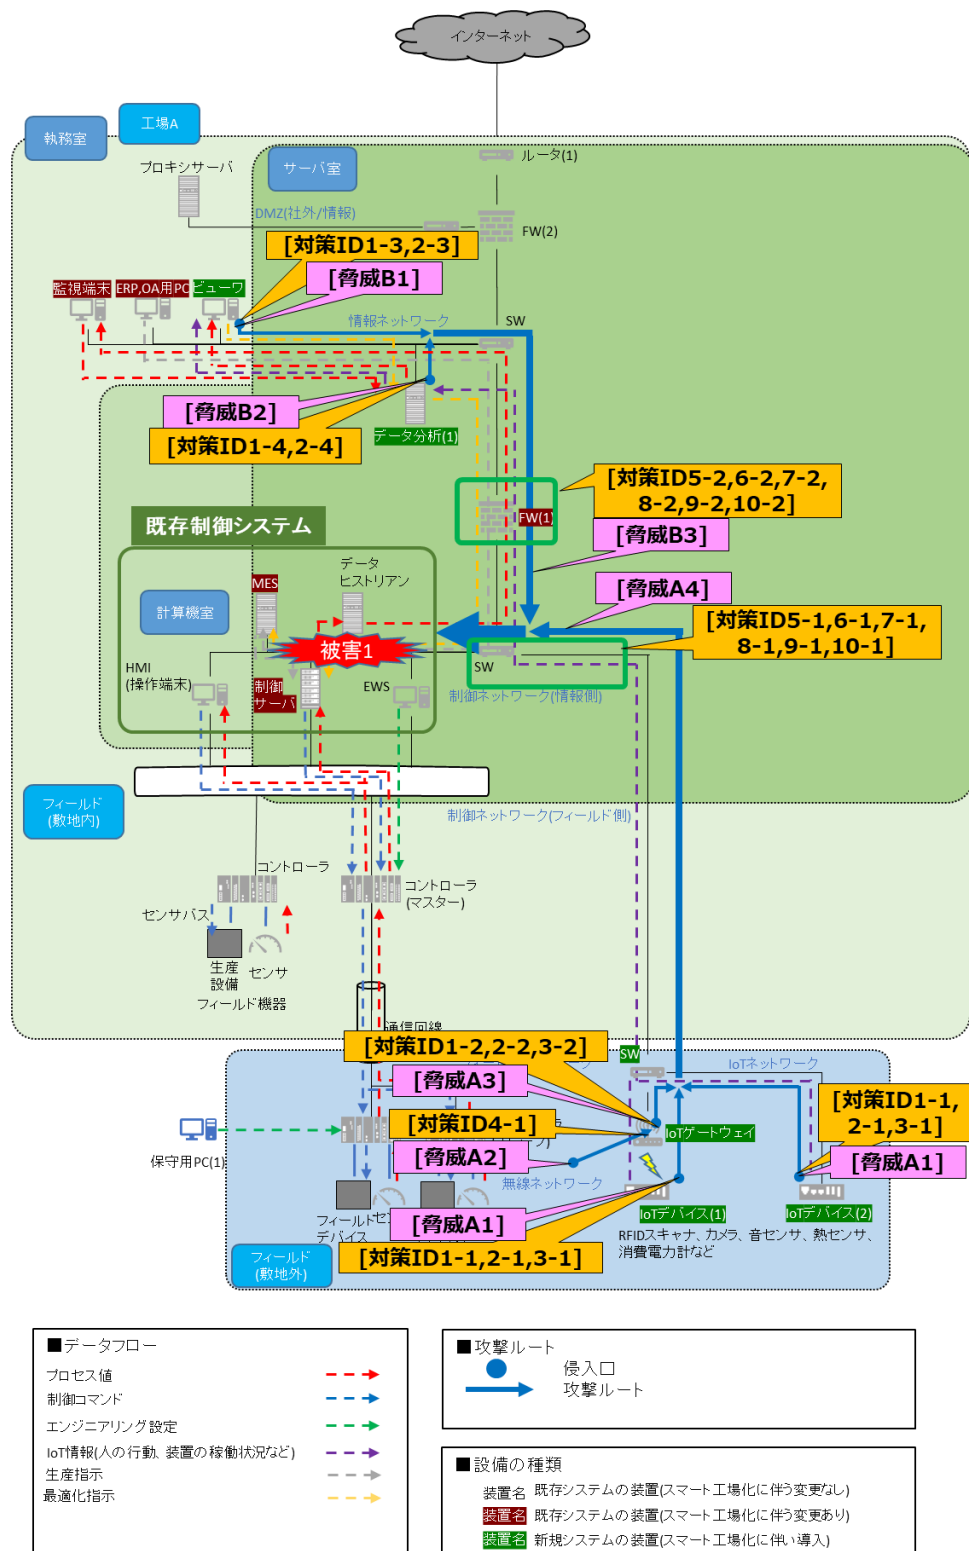 インターネット
工場A
執務室
サーバ室
プロキシサーバ
ルータ(1)
DMZ(社外/情報)
FW(2)
[対策ID1-3,2-3]
[脅威B1]
監視端末
ERP,OA用PC
ビューワ
情報ネットワーク
SW
[脅威B2]
[対策ID1-4,2-4]
データ分析(1)
[対策ID5-2,6-2,7-2,
8-2,9-2,10-2]
FW(1)
[脅威B3]
既存制御システム
データ
ヒストリアン
MES
[脅威A4]
計算機室
[対策ID5-1,6-1,7-1,
8-1,9-1,10-1]
被害1
HMI
(操作端末)
制御
サーバ
EWS
SW
制御ネットワーク(情報側)
フィールド
(敷地内)
制御ネットワーク(フィールド側)
コントローラ
コントローラ
(マスター)
センサバス
生産
設備
センサ
フィールド機器
通信回線
[対策ID1-2,2-2,3-2]
SW
IoTネットワーク
[脅威A3]
[対策ID1-1,
2-1,3-1]
[対策ID4-1]
IoTゲートウェイ
保守用PC(1)
[脅威A2]
[脅威A1]
無線ネットワーク
フィールド
デバイス
[脅威A1]
IoTデバイス(1)
IoTデバイス(2)
RFIDスキャナ、カメラ、音センサ、熱センサ、
消費電力計など
[対策ID1-1,2-1,3-1]
フィールド
(敷地外)
■データフロー
プロセス値
制御コマンド
エンジニアリング設定
IoT情報(人の行動、装置の稼働状況など)
生産指示
最適化指示
■攻撃ルート
侵入口
攻撃ルート
■設備の種類
装置名 既存システムの装置(スマート工場化に伴う変更なし)
装置名 既存システムの装置(スマート工場化に伴う変更あり)
装置名 新規システムの装置(スマート工場化に伴い導入)